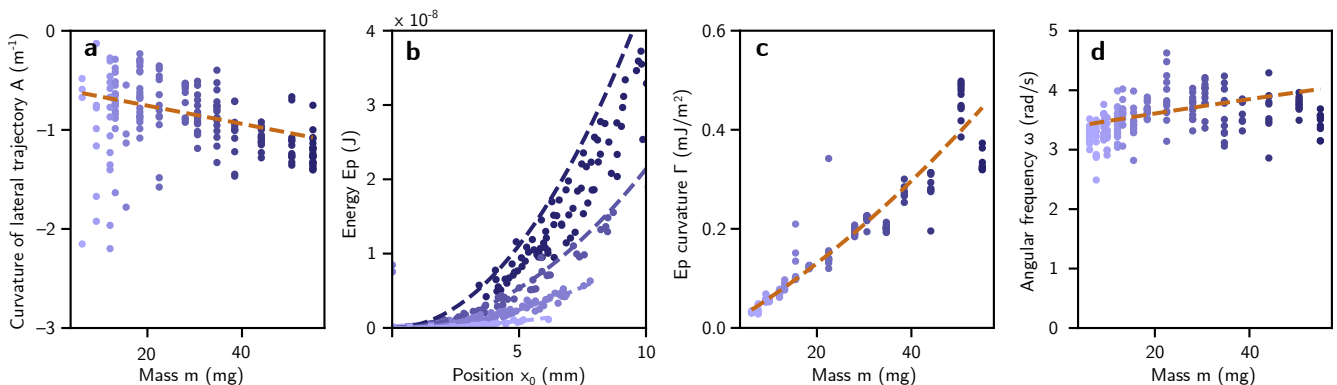 a
0
−1
−2
−3
20
40
Mass m (mg)
Curvature of lateral trajectory A (m⁻¹)
x 10⁻⁸
b
4
3
2
1
0
5
10
Position x₀ (mm)
Energy Ep (J)
c
0.6
0.4
0.2
0.0
20
40
Mass m (mg)
Ep curvature Γ (mJ/m²)
d
5
4
3
2
1
0
20
40
Mass m (mg)
Angular frequency ω (rad/s)